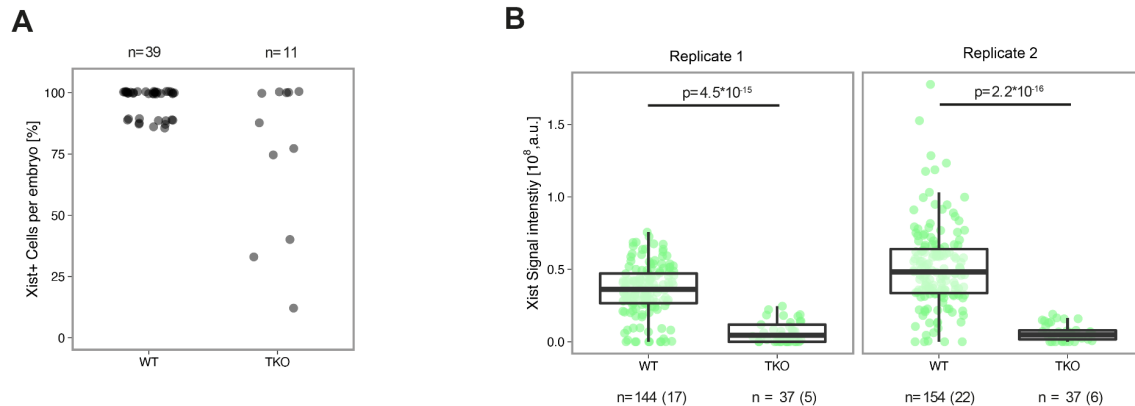 A
n=39 n=11
Xist+ Cells per embryo [%]
100
75
50
25
0
WT TKO
B
Replicate 1 Replicate 2
p=4.5*10-15 p=2.2*10-16
Xist Signal intenstiy [10⁸,a.u.]
1.5
1.0
0.5
0.0
WT TKO WT TKO
n=144 (17) n = 37 (5) n=154 (22) n = 37 (6)